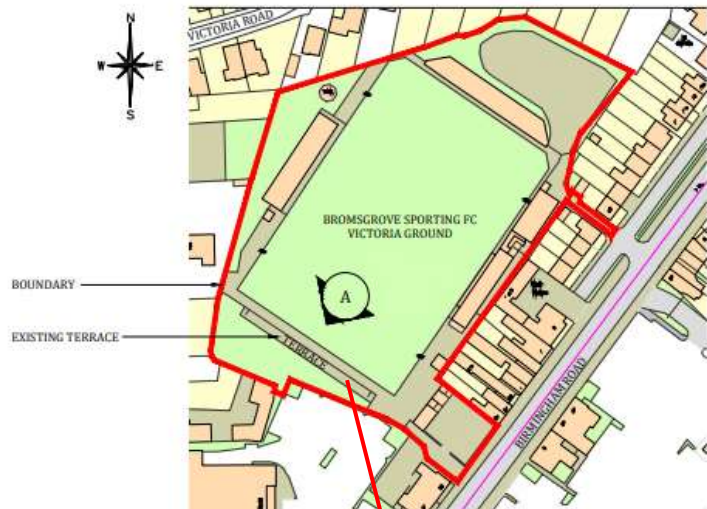 N
W E
S
VICTORIA ROAD
BROMSGROVE SPORTING FC
VICTORIA GROUND
A
BOUNDARY
EXISTING TERRACE
TERRACE
BIRMINGHAM ROAD